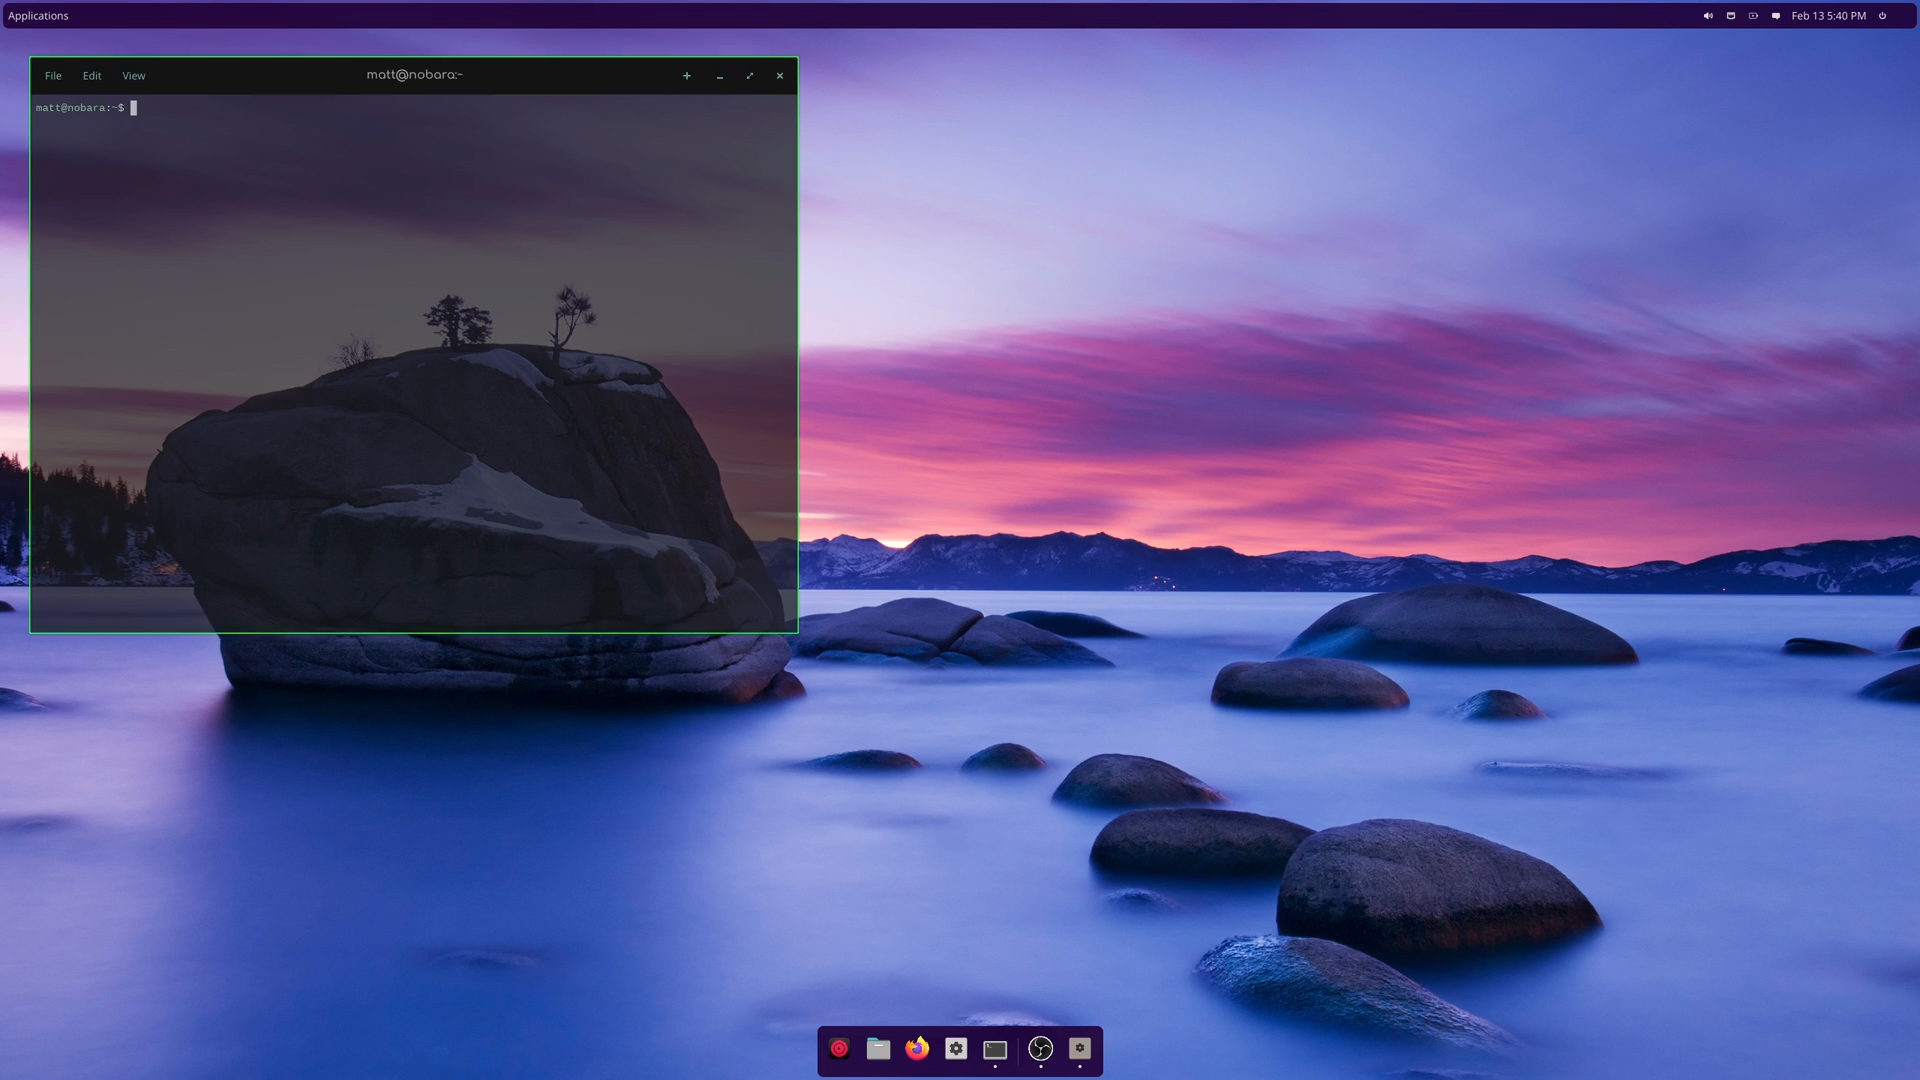 Applications
Feb 13 5:40 PM
File Edit View
matt@nobara:~
matt@nobara:~$